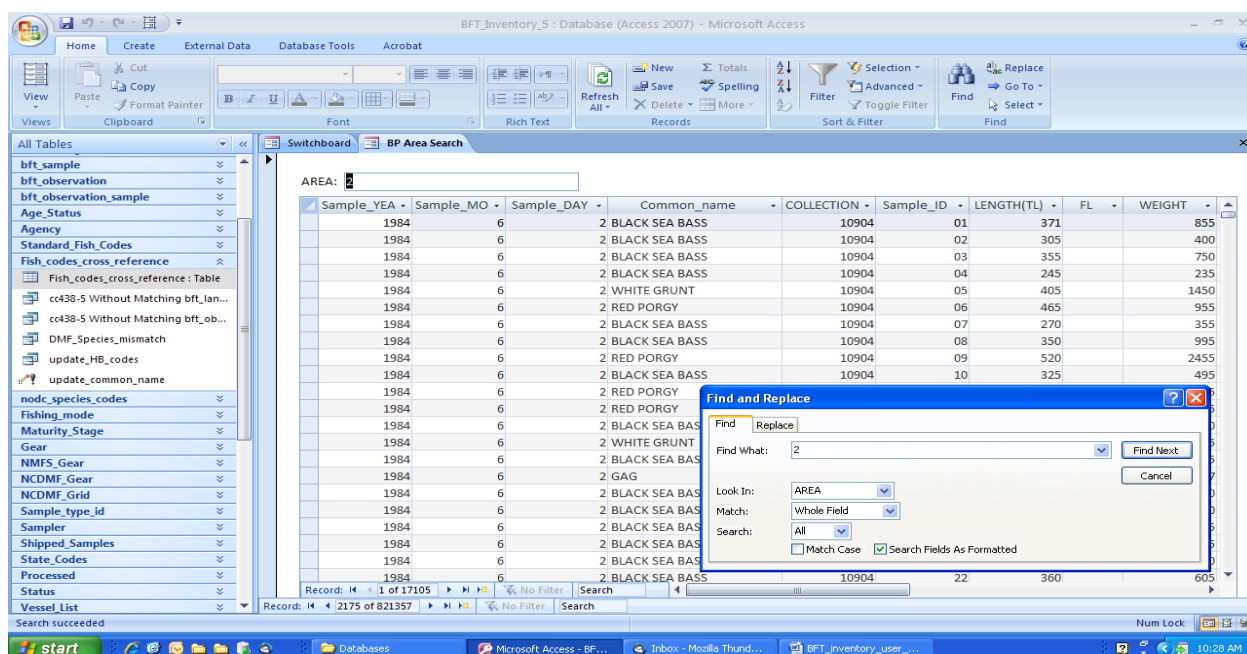 BFT_Inventory_5 : Database (Access 2007) - Microsoft Access
Home Create External Data Database Tools Acrobat
View
Views
Paste
Cut
Copy
Format Painter
Clipboard
B I U
Font
Rich Text
Refresh All
New
Save
Delete
Totals
Spelling
More
Records
Filter
Selection
Advanced
Toggle Filter
Sort & Filter
Find
Replace
Go To
Select
Find
All Tables
bft_sample
bft_observation
bft_observation_sample
Age_Status
Agency
Standard_Fish_Codes
Fish_codes_cross_reference
Fish_codes_cross_reference : Table
cc438-5 Without Matching bft_lan...
cc438-5 Without Matching bft_ob...
DMF_Species_mismatch
update_HB_codes
update_common_name
nodc_species_codes
Fishing_mode
Maturity_Stage
Gear
NMFS_Gear
NCDMF_Gear
NCDMF_Grid
Sample_type_id
Sampler
Shipped_Samples
State_Codes
Processed
Status
Vessel_List
Switchboard BP Area Search
AREA: 2
Sample_YEA Sample_MO Sample_DAY Common_name COLLECTION Sample_ID LENGTH(TL) FL WEIGHT
1984 6 2 BLACK SEA BASS 10904 01 371 855
1984 6 2 BLACK SEA BASS 10904 02 305 400
1984 6 2 BLACK SEA BASS 10904 03 355 750
1984 6 2 BLACK SEA BASS 10904 04 245 235
1984 6 2 WHITE GRUNT 10904 05 405 1450
1984 6 2 RED PORGY 10904 06 465 955
1984 6 2 BLACK SEA BASS 10904 07 270 355
1984 6 2 BLACK SEA BASS 10904 08 350 995
1984 6 2 RED PORGY 10904 09 520 2455
1984 6 2 BLACK SEA BASS 10904 10 325 495
1984 6 2 RED PORGY
1984 6 2 RED PORGY
1984 6 2 BLACK SEA BAS
1984 6 2 WHITE GRUNT
1984 6 2 BLACK SEA BAS
1984 6 2 GAG
1984 6 2 BLACK SEA BAS
1984 6 2 BLACK SEA BAS
1984 6 2 BLACK SEA BAS
1984 6 2 BLACK SEA BAS
1984 6 2 BLACK SEA BAS
1984 6 2 BLACK SEA BASS 10904 22 360 605
Record: 1 of 17105 No Filter Search
Record: 2175 of 821357 No Filter Search
Find and Replace
Find Replace
Find What: 2 Find Next
Cancel
Look In: AREA
Match: Whole Field
Search: All
Match Case Search Fields As Formatted
Search succeeded Num Lock
start Databases Microsoft Access - BF... Inbox - Mozilla Thund... BFT_inventory_user_... 10:28 AM